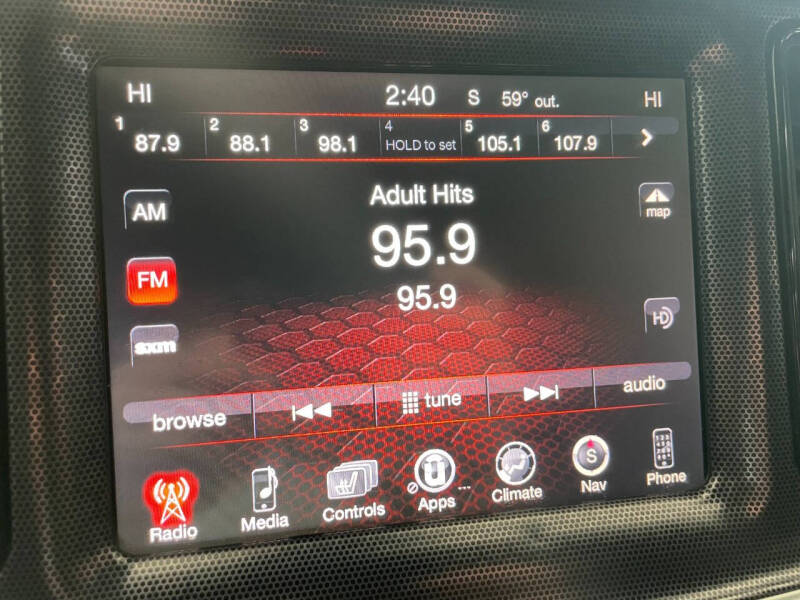 HI 2:40 S 59° out. HI
1 87.9 2 88.1 3 98.1 4 HOLD to set 5 105.1 6 107.9
Adult Hits
AM
map
95.9
FM
95.9
HD
sxm
browse tune audio
Radio Media Controls Apps ... Climate S Nav Phone